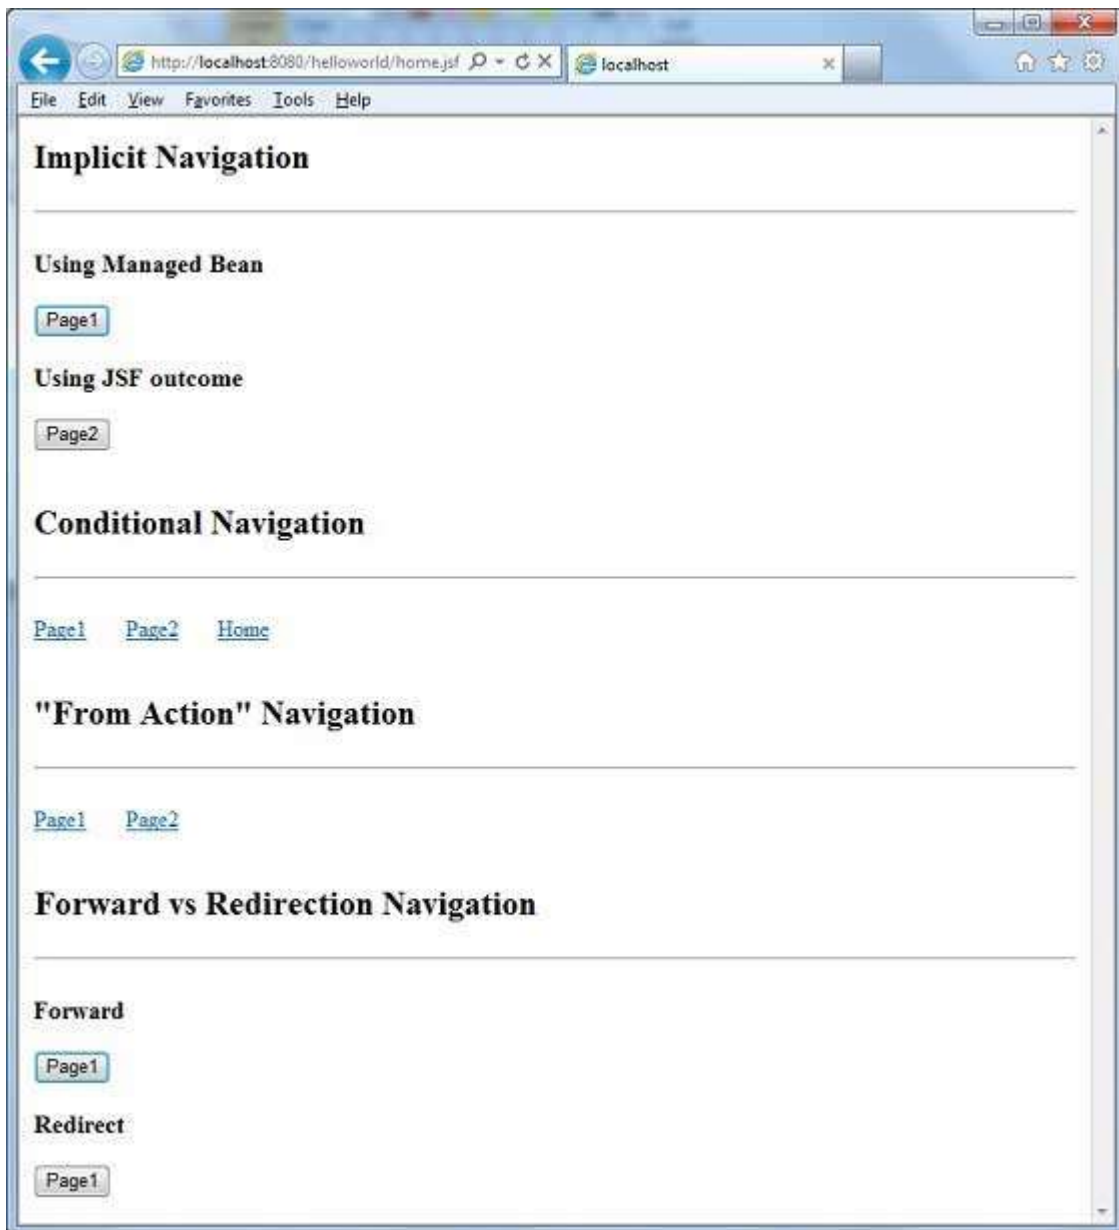 http://localhost:8080/helloworld/home.jsf
localhost
File Edit View Favorites Tools Help
Implicit Navigation
Using Managed Bean
Page1
Using JSF outcome
Page2
Conditional Navigation
Page1 Page2 Home
"From Action" Navigation
Page1 Page2
Forward vs Redirection Navigation
Forward
Page1
Redirect
Page1